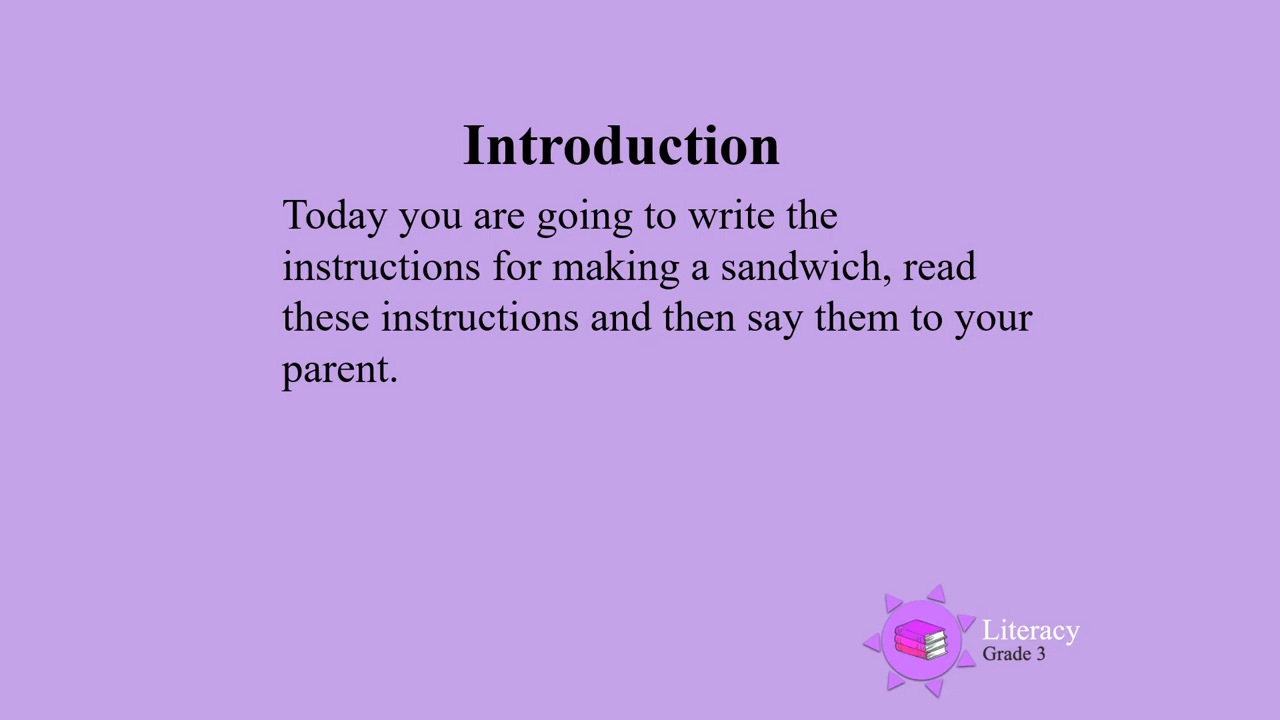 Introduction
Today you are going to write the
instructions for making a sandwich, read
these instructions and then say them to your
parent.
Literacy
Grade 3